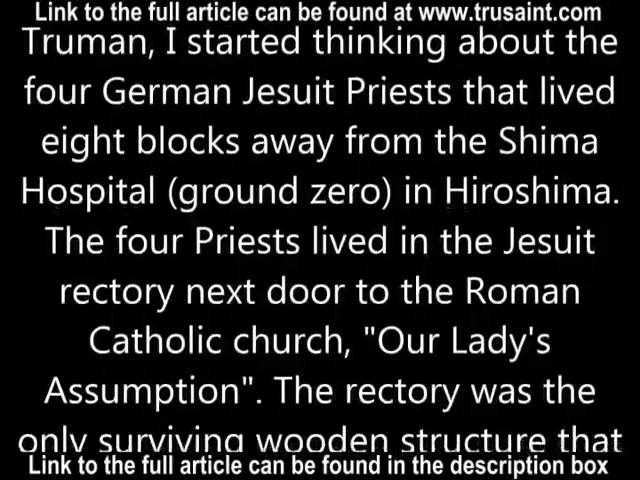 Link to the full article can be found at www.trusaint.com
Truman, I started thinking about the
four German Jesuit Priests that lived
eight blocks away from the Shima
Hospital (ground zero) in Hiroshima.
The four Priests lived in the Jesuit
rectory next door to the Roman
Catholic church, "Our Lady's
Assumption". The rectory was the
only surviving wooden structure that
Link to the full article can be found in the description box